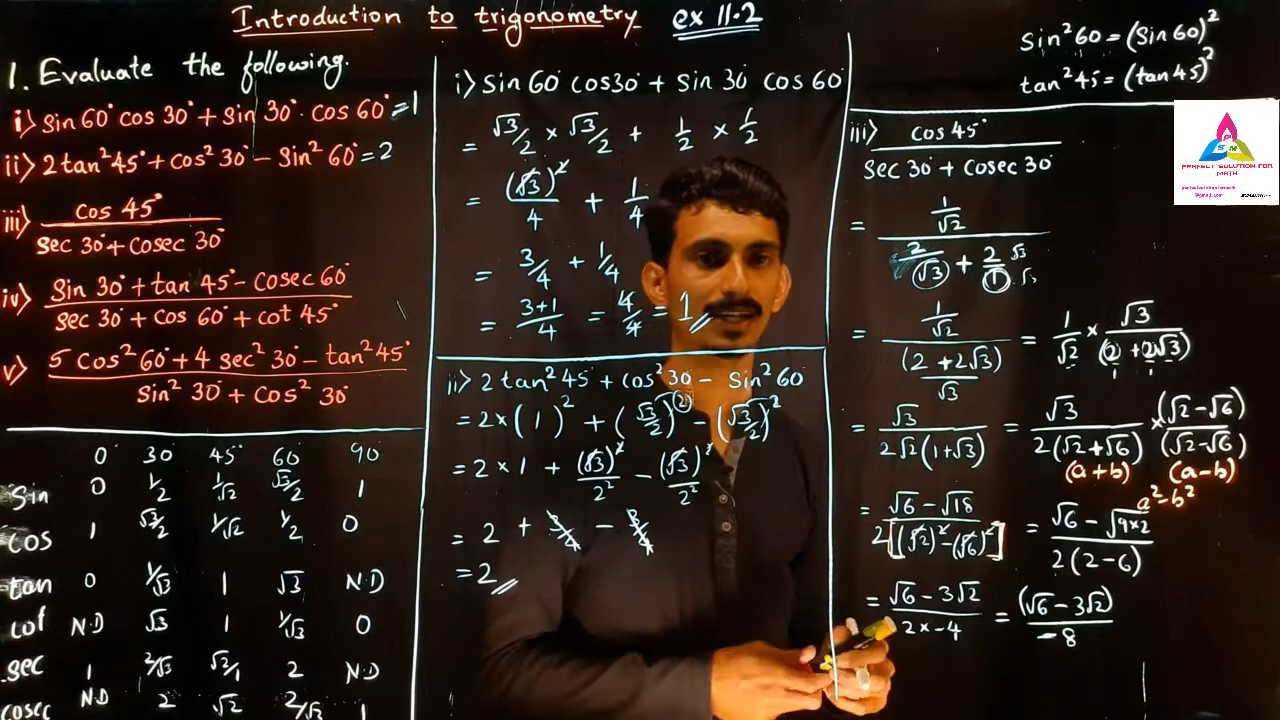 Introduction to trigonometry ex 11.2
1. Evaluate the following.
i> sin 60° cos 30° + sin 30° · cos 60° = 1
ii> 2 tan² 45° + cos² 30° − sin² 60° = 2
iii> cos 45°
sec 30° + cosec 30°
iv> sin 30° + tan 45° − cosec 60°
sec 30° + cos 60° + cot 45°
v> 5 cos² 60° + 4 sec² 30° − tan² 45°
sin² 30° + cos² 30°
0° 30° 45° 60° 90°
sin 0 1/2 1/√2 √3/2 1
cos 1 √3/2 1/√2 1/2 0
tan 0 1/√3 1 √3 N.D
cot N.D √3 1 1/√3 0
sec 1 2/√3 √2/1 2 N.D
cosec ND 2 √2 2/√3 1
i> sin 60° cos 30° + sin 30° cos 60°
= √3/2 × √3/2 + 1/2 × 1/2
= (√3)²/4 + 1/4
= 3/4 + 1/4
= 3+1/4 = 4/4 = 1
ii> 2 tan² 45° + cos² 30° − sin² 60°
= 2 × (1)² + (√3/2)² − (√3/2)²
= 2 × 1 + (√3)²/2² − (√3)²/2²
= 2 + 3/4 − 3/4
= 2
sin² 60 = (sin 60)²
tan² 45 = (tan 45)²
iii> cos 45°
sec 30° + cosec 30°
= 1/√2
2/√3 + 2/1 √3 √3
= 1/√2 / (2 + 2√3)/√3 = 1/√2 × √3/(2 + 2√3)
= √3/2√2(1+√3) = √3/2(√2+√6) × (√2−√6)/(√2−√6)
(a+b) (a−b)
a²−b²
= √6 − √18/2[(√2)² − (√6)²] = √6 − √9×2/2(2−6)
= √6 − 3√2/2×−4 = (√6 − 3√2)/−8
P
S M
PERFECT SOLUTION FOR MATH